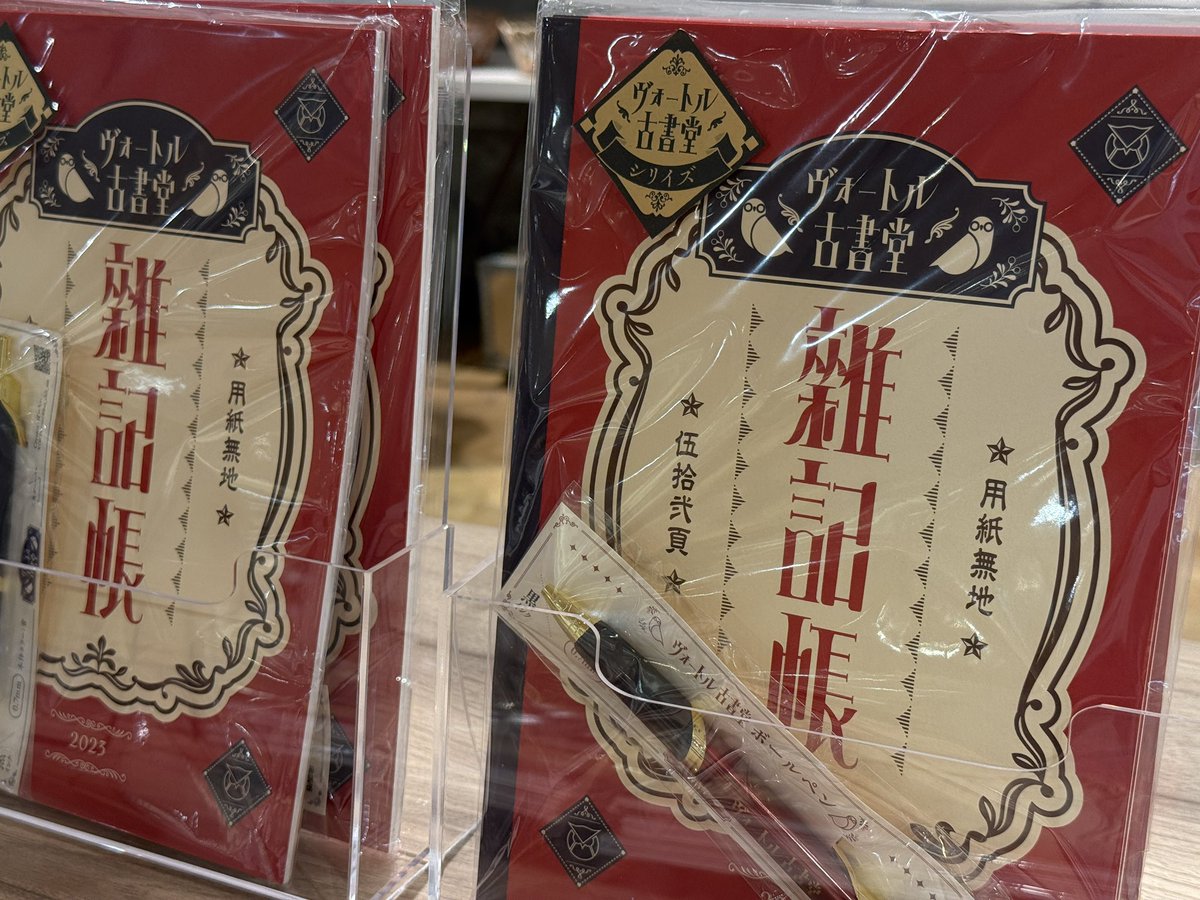 ヴォートル
古書堂
雜記帳
用紙無地
2023
ヴォートル
古書堂
シリイズ
ヴォートル
古書堂
用紙無地
雜記帳
伍拾弐頁
ヴォートル古書堂 ボールペン